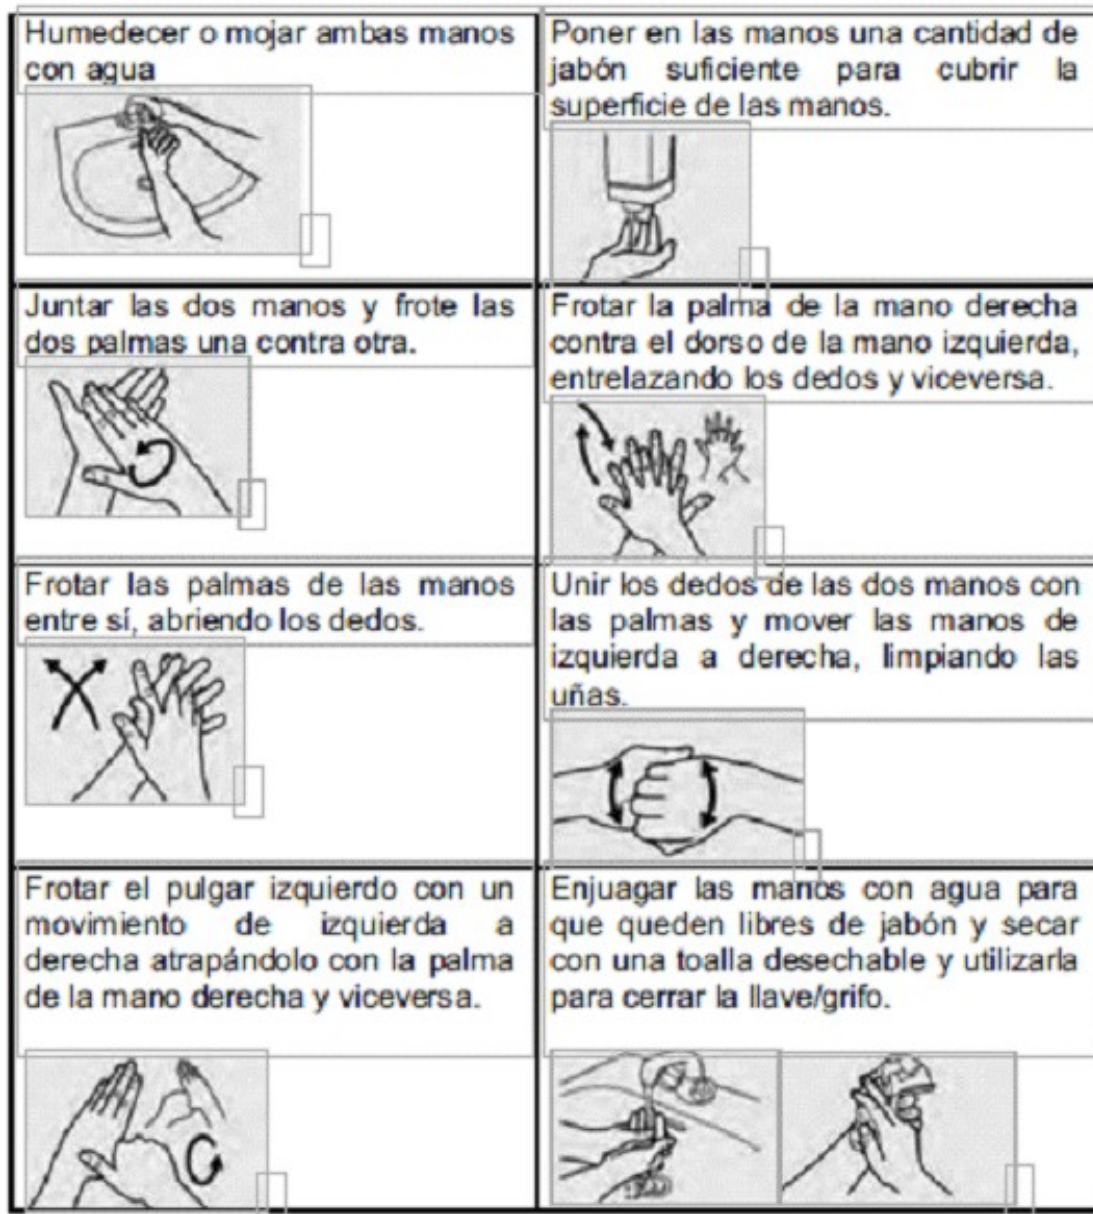 Humedecer o mojar ambas manos
con agua
Poner en las manos una cantidad de
jabón suficiente para cubrir la
superficie de las manos.
Juntar las dos manos y frote las
dos palmas una contra otra.
Frotar la palma de la mano derecha
contra el dorso de la mano izquierda,
entrelazando los dedos y viceversa.
Frotar las palmas de las manos
entre sí, abriendo los dedos.
Unir los dedos de las dos manos con
las palmas y mover las manos de
izquierda a derecha, limpiando las
uñas.
Frotar el pulgar izquierdo con un
movimiento de izquierda a
derecha atrapándolo con la palma
de la mano derecha y viceversa.
Enjuagar las manos con agua para
que queden libres de jabón y secar
con una toalla desechable y utilizarla
para cerrar la llave/grifo.